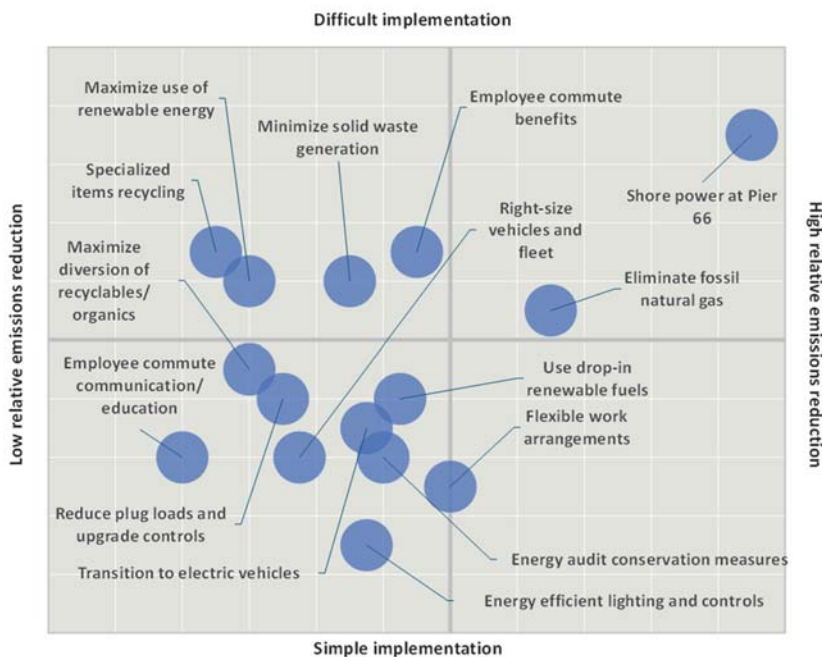 Difficult implementation
Maximize use of
renewable energy
Minimize solid waste
generation
Employee commute
benefits
Specialized
items recycling
Shore power at Pier
66
Right-size
vehicles and
fleet
Maximize
diversion of
recyclables/
organics
Eliminate fossil
natural gas
Low relative emissions reduction
High relative emissions reduction
Employee commute
communication/
education
Use drop-in
renewable fuels
Flexible work
arrangements
Reduce plug loads and
upgrade controls
Energy audit conservation measures
Transition to electric vehicles
Energy efficient lighting and controls
Simple implementation